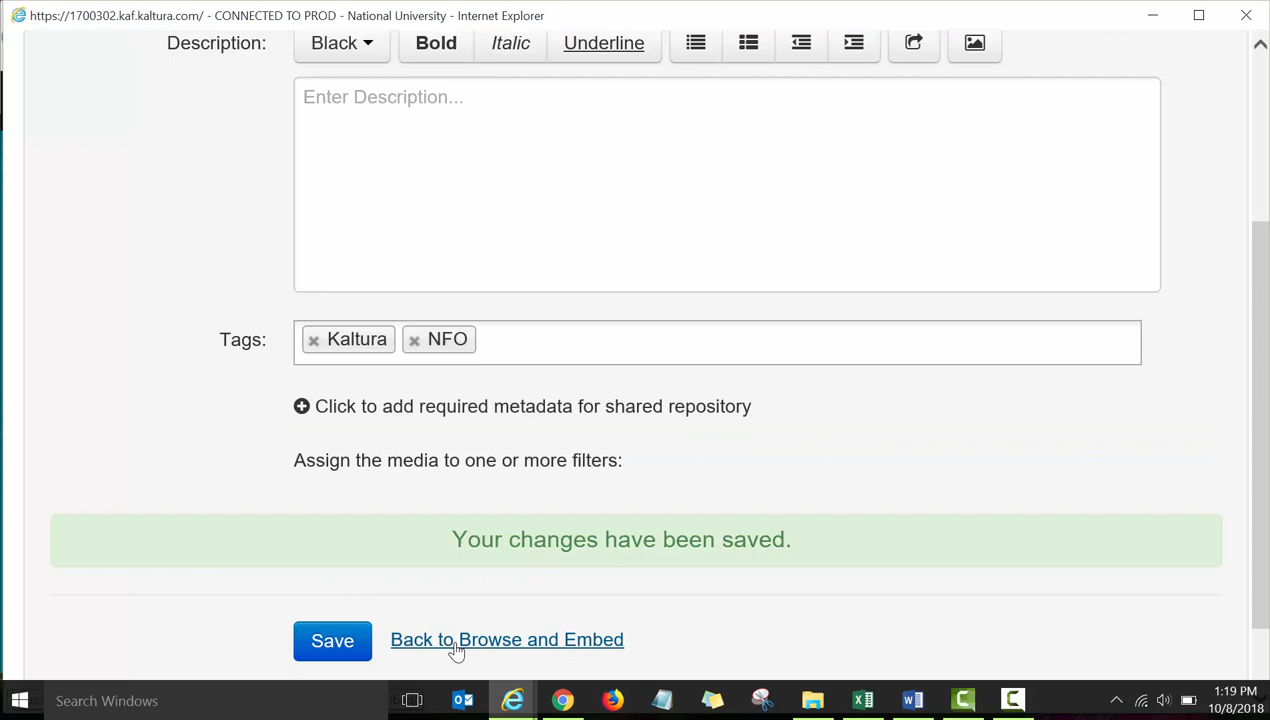 https://1700302.kaf.kaltura.com/ - CONNECTED TO PROD - National University - Internet Explorer
Description: Black Bold Italic Underline
Enter Description...
Tags: Kaltura NFO
Click to add required metadata for shared repository
Assign the media to one or more filters:
Your changes have been saved.
Save Back to Browse and Embed
Search Windows
1:19 PM
10/8/2018